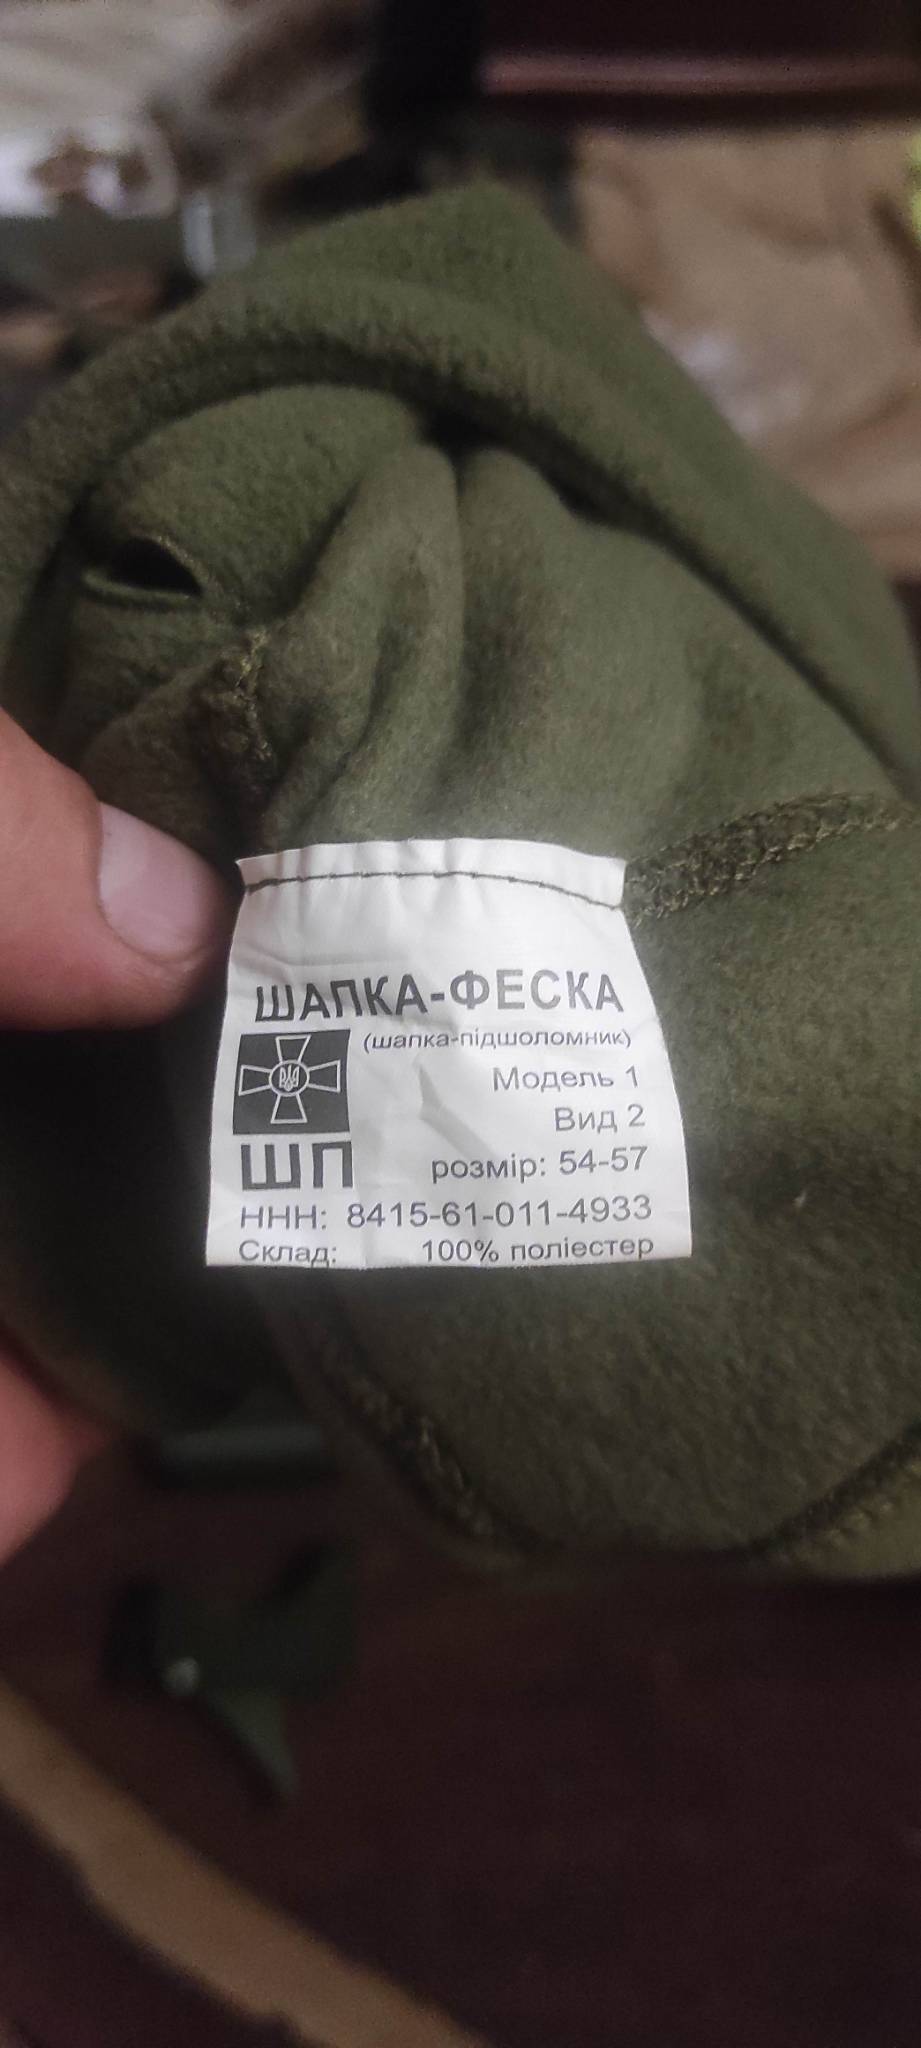 ШАПКА-ФЕСКА
(шапка-підшоломник)
Модель 1
Вид 2
ШП
розмір: 54-57
ННН: 8415-61-011-4933
Склад: 100% поліестер